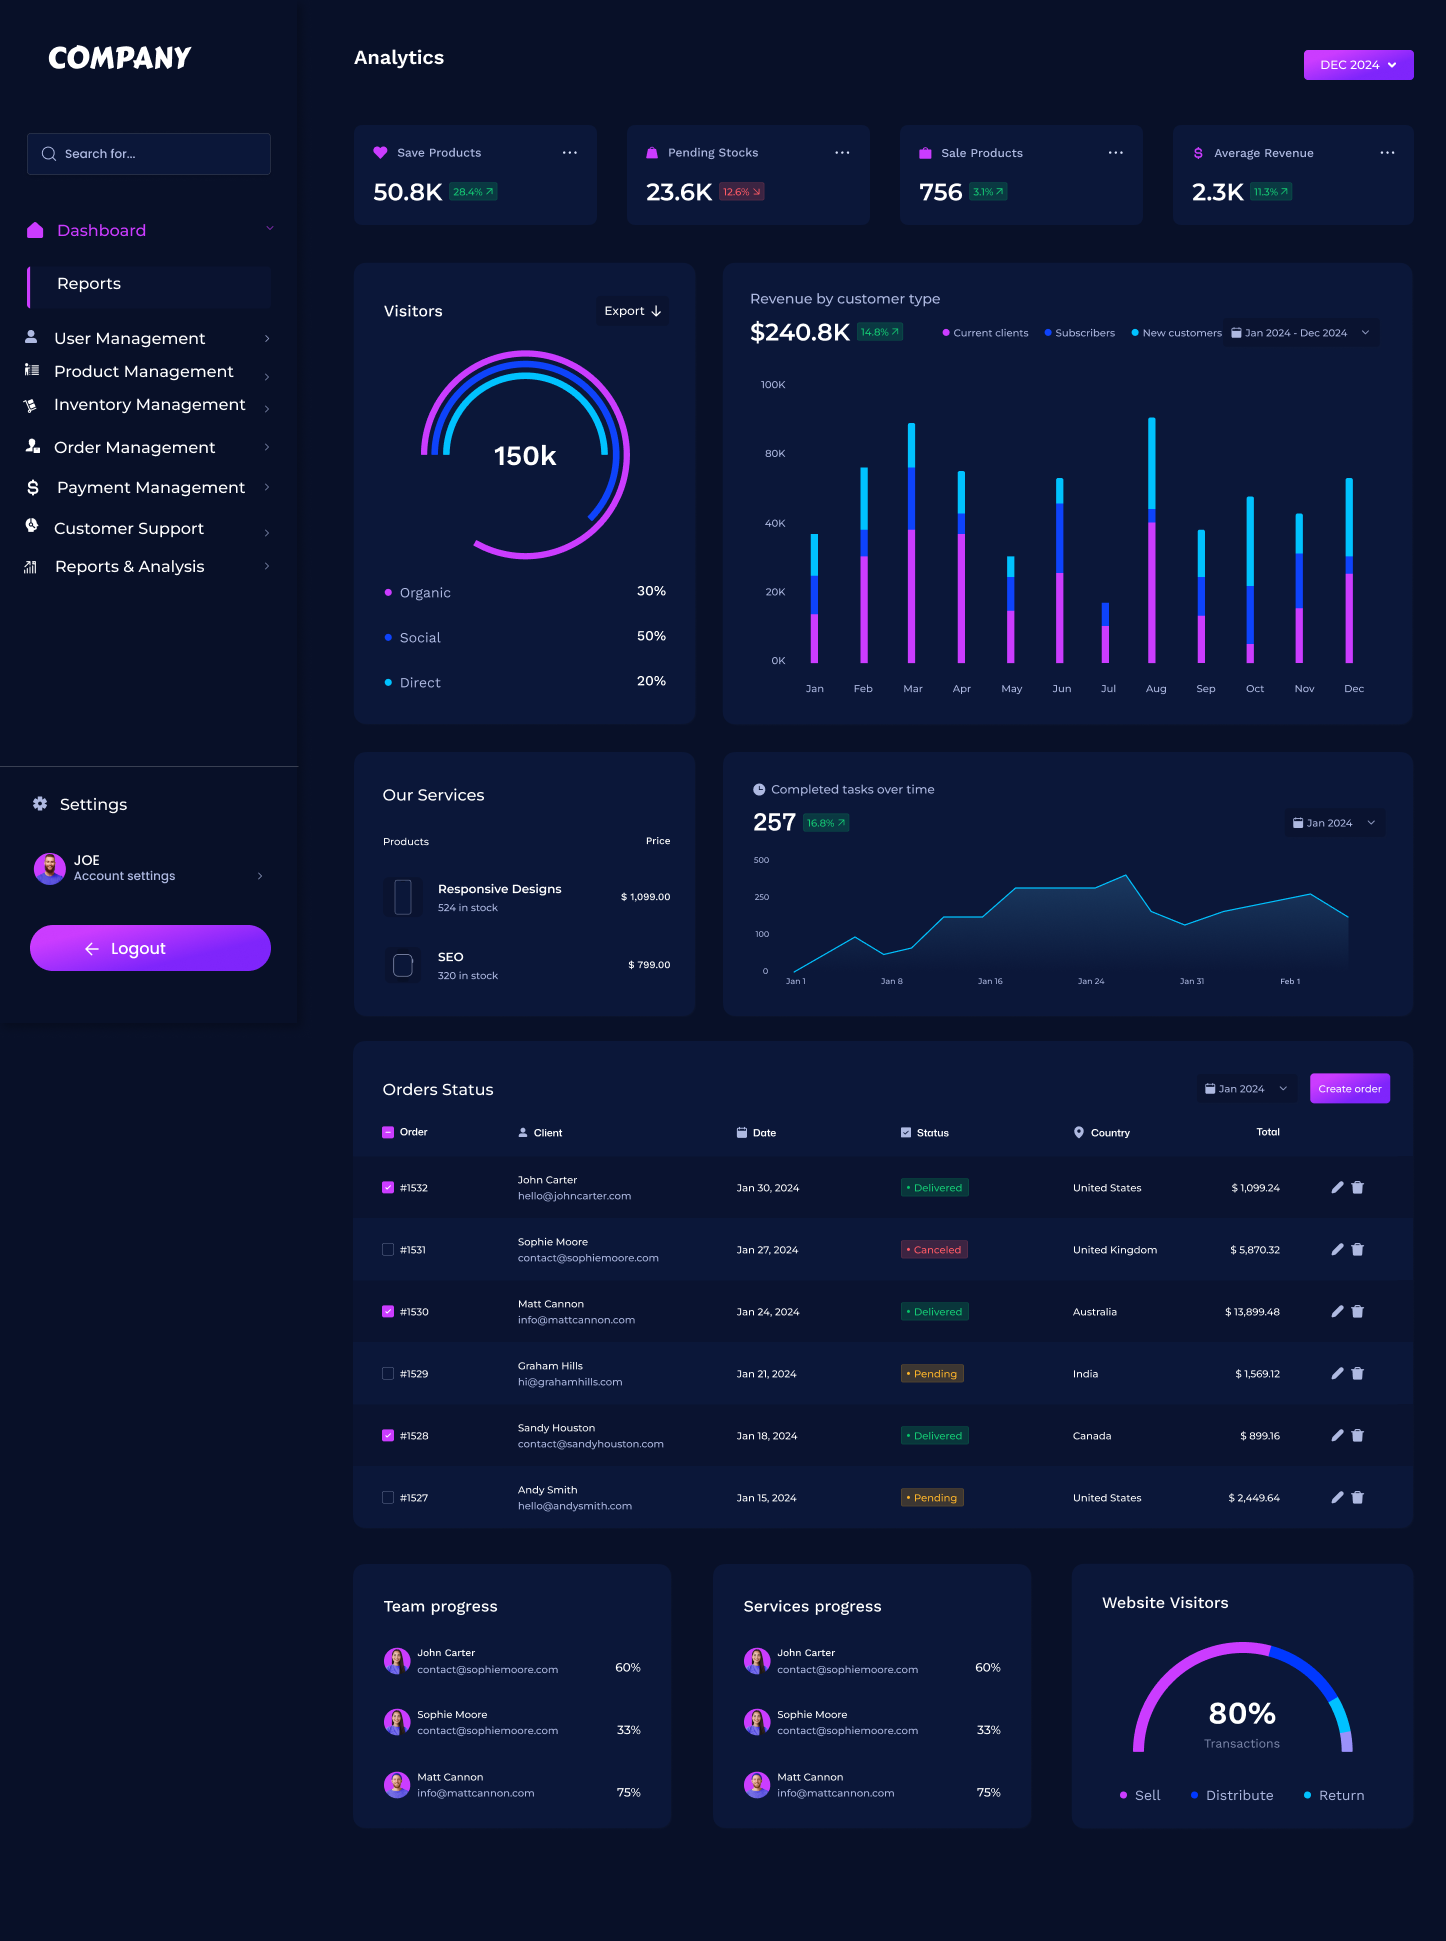 COMPANY
Search for...
Dashboard
Reports
User Management
Product Management
Inventory Management
Order Management
Payment Management
Customer Support
Reports & Analysis
Settings
JOE
Account settings
Logout
Analytics
DEC 2024
Save Products
50.8K 28.4%
Pending Stocks
23.6K 12.6%
Sale Products
756 3.1%
Average Revenue
2.3K 11.3%
Visitors
Export
150k
Organic 30%
Social 50%
Direct 20%
Revenue by customer type
$240.8K 14.8% Current clients Subscribers New customers Jan 2024 - Dec 2024
100K
80K
40K
20K
0K
Jan Feb Mar Apr May Jun Jul Aug Sep Oct Nov Dec
Our Services
Products Price
Responsive Designs
524 in stock
$ 1,099.00
SEO
320 in stock
$ 799.00
Completed tasks over time
257 16.8% Jan 2024
500
250
100
0
Jan 1 Jan 8 Jan 16 Jan 24 Jan 31 Feb 1
Orders Status
Jan 2024 Create order
Order Client Date Status Country Total
#1532 John Carter Jan 30, 2024 Delivered United States $ 1,099.24
hello@johncarter.com
#1531 Sophie Moore Jan 27, 2024 Canceled United Kingdom $ 5,870.32
contact@sophiemoore.com
#1530 Matt Cannon Jan 24, 2024 Delivered Australia $ 13,899.48
info@mattcannon.com
#1529 Graham Hills Jan 21, 2024 Pending India $ 1,569.12
hi@grahamhills.com
#1528 Sandy Houston Jan 18, 2024 Delivered Canada $ 899.16
contact@sandyhouston.com
#1527 Andy Smith Jan 15, 2024 Pending United States $ 2,449.64
hello@andysmith.com
Team progress
John Carter
contact@sophiemoore.com 60%
Sophie Moore
contact@sophiemoore.com 33%
Matt Cannon
info@mattcannon.com 75%
Services progress
John Carter
contact@sophiemoore.com 60%
Sophie Moore
contact@sophiemoore.com 33%
Matt Cannon
info@mattcannon.com 75%
Website Visitors
80%
Transactions
Sell Distribute Return